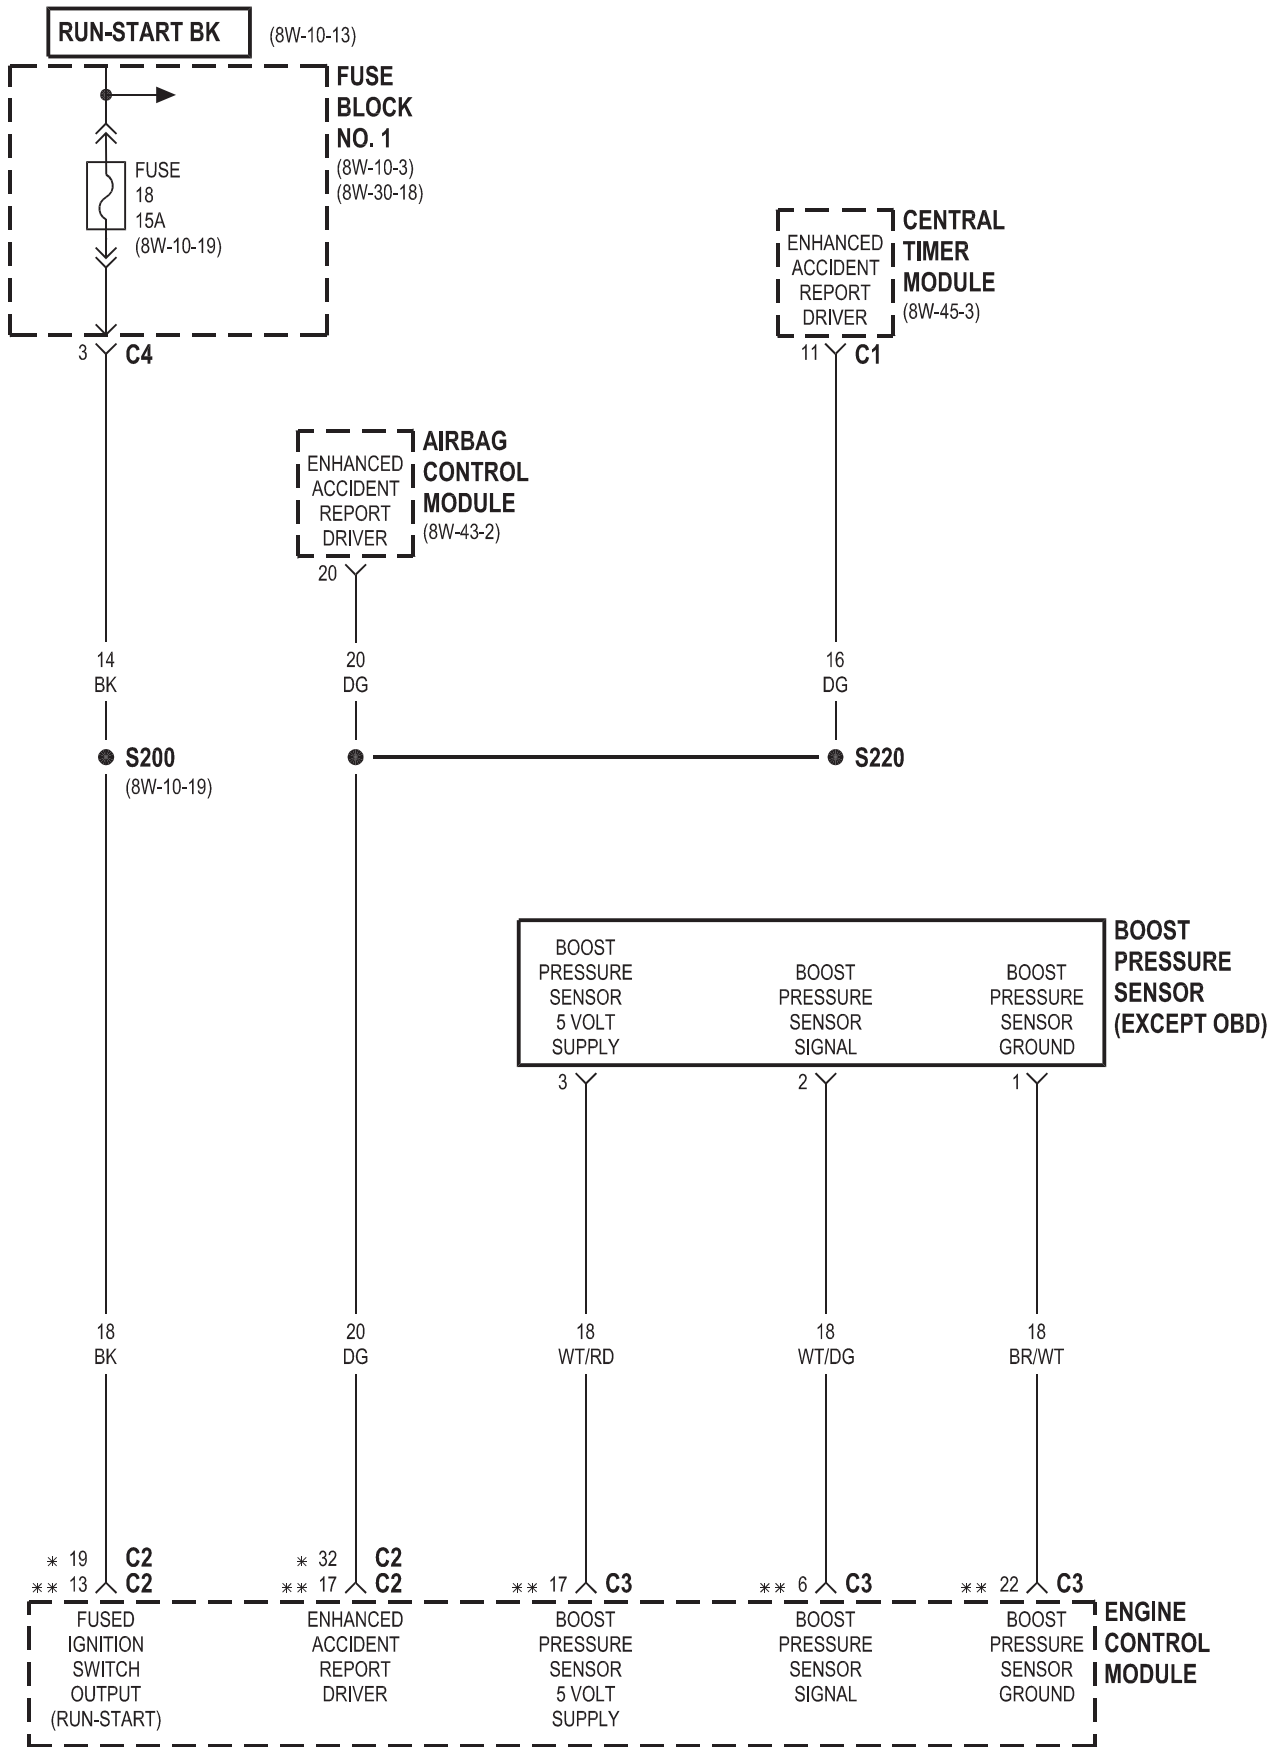 RUN-START BK
(8W-10-13)
FUSE
BLOCK
NO. 1
(8W-10-3)
(8W-30-18)
FUSE
18
15A
(8W-10-19)
3
C4
ENHANCED
ACCIDENT
REPORT
DRIVER
CENTRAL
TIMER
MODULE
(8W-45-3)
11
C1
ENHANCED
ACCIDENT
REPORT
DRIVER
AIRBAG
CONTROL
MODULE
(8W-43-2)
20
14
BK
20
DG
16
DG
S200
(8W-10-19)
S220
BOOST
PRESSURE
SENSOR
5 VOLT
SUPPLY
BOOST
PRESSURE
SENSOR
SIGNAL
BOOST
PRESSURE
SENSOR
GROUND
BOOST
PRESSURE
SENSOR
(EXCEPT OBD)
3
2
1
18
BK
20
DG
18
WT/RD
18
WT/DG
18
BR/WT
* 19 C2
** 13 C2
* 32 C2
** 17 C2
** 17 C3
** 6 C3
** 22 C3
FUSED
IGNITION
SWITCH
OUTPUT
(RUN-START)
ENHANCED
ACCIDENT
REPORT
DRIVER
BOOST
PRESSURE
SENSOR
5 VOLT
SUPPLY
BOOST
PRESSURE
SENSOR
SIGNAL
BOOST
PRESSURE
SENSOR
GROUND
ENGINE
CONTROL
MODULE